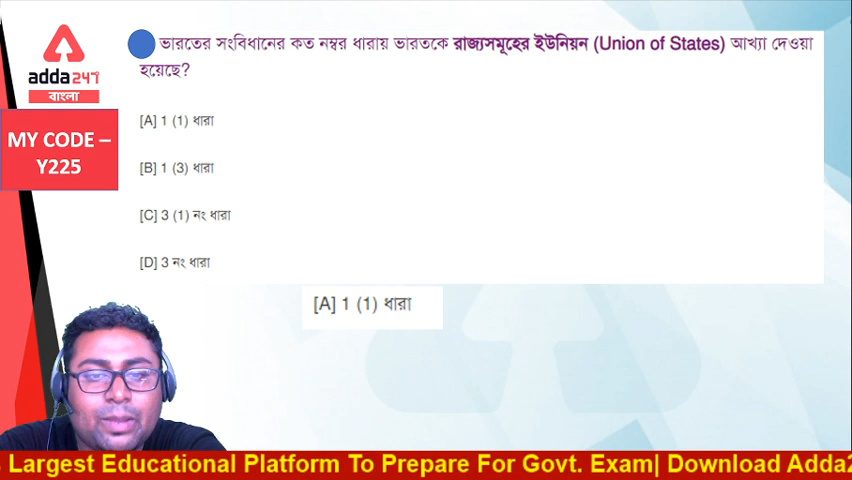 adda247
বাংলা
MY CODE –
Y225
ভারতের সংবিধানের কত নম্বর ধারায় ভারতকে রাজ্যসমূহের ইউনিয়ন (Union of States) আখ্যা দেওয়া
হয়েছে?
[A] 1 (1) ধারা
[B] 1 (3) ধারা
[C] 3 (1) নং ধারা
[D] 3 নং ধারা
[A] 1 (1) ধারা
Largest Educational Platform To Prepare For Govt. Exam| Download Adda2